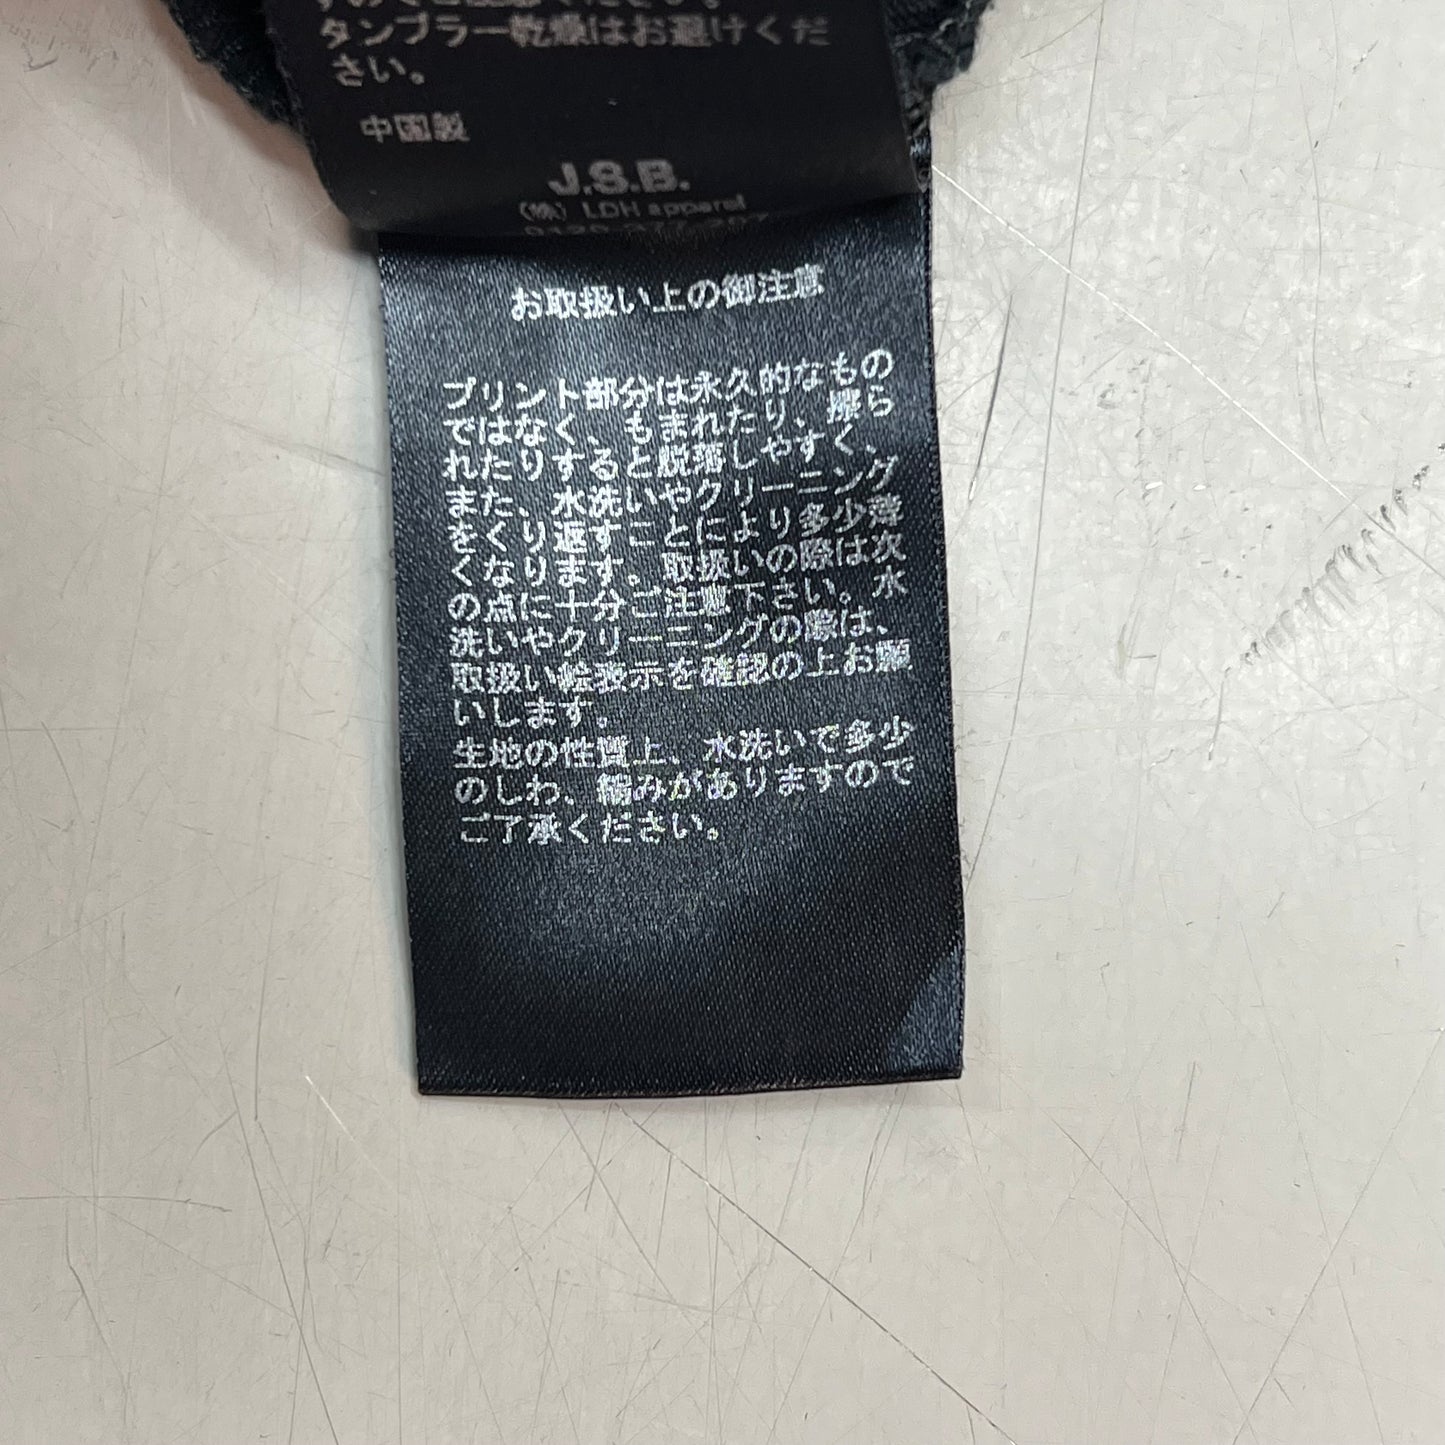 タンブラー乾燥はお避けくだ
さい。
中国製
J.S.B.
(株) LDH apparel
お取扱い上の御注意
プリント部分は永久的なもの
ではなく、もまれたり、擦ら
れたりすると脱落しやすく、
また、水洗いやクリーニング
をくり返すことにより多少薄
くなります。取扱いの際は次
の点に十分ご注意下さい。水
洗いやクリーニングの際は、
取扱い絵表示を確認の上お願
いします。
生地の性質上、水洗いで多少
のしわ、縮みがありますので
ご了承ください。